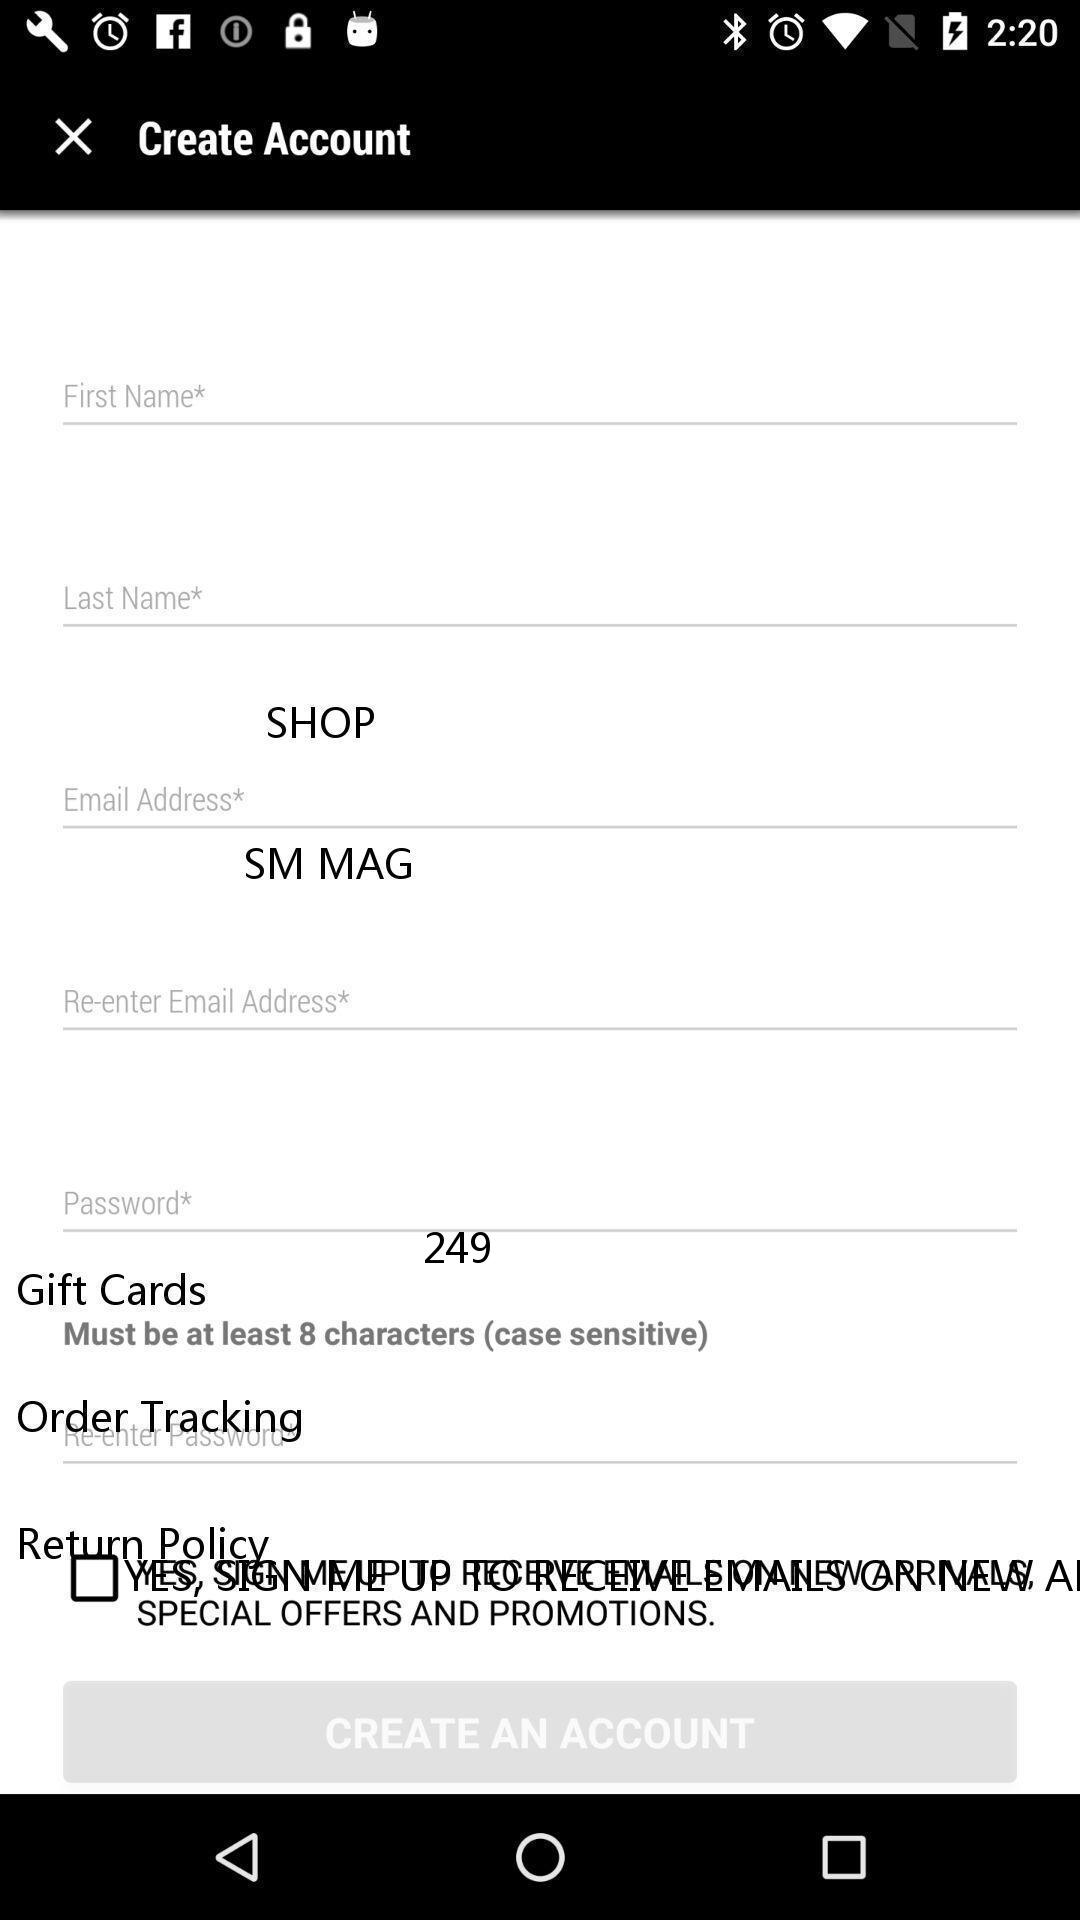 2:20
Create Account
First Name*
Last Name*
SHOP
Email Address*
SM MAG
Re-enter Email Address*
Password*
249
Gift Cards
Must be at least 8 characters (case sensitive)
Order Tracking
Re-enter Password*
Return Policy
YES, SIGN ME UP TO RECEIVE EMAILS ON NEW ARRIVALS,
YES, SIGN ME UP TO RECEIVE EMAILS ON NEW
SPECIAL OFFERS AND PROMOTIONS.
CREATE AN ACCOUNT